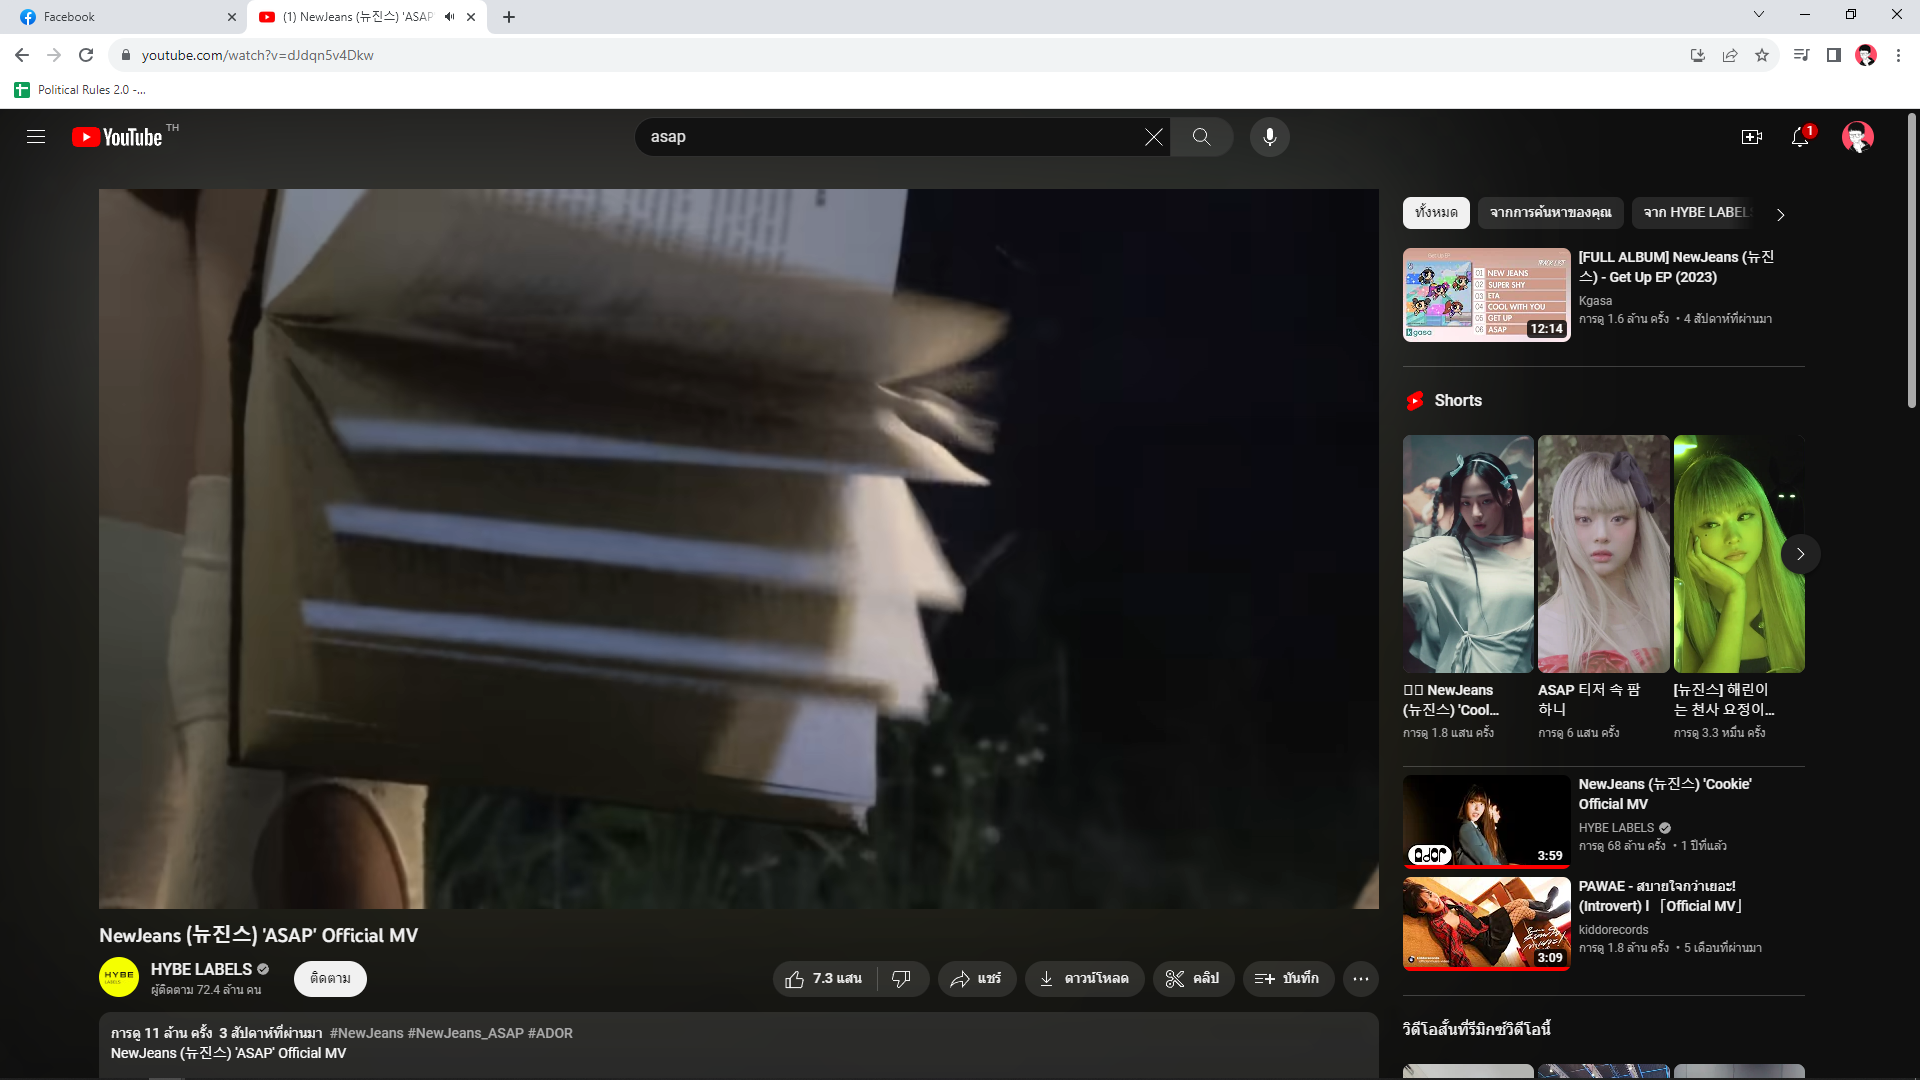 Facebook
(1) NewJeans (뉴진스) 'ASAP'
youtube.com/watch?v=dJdqn5v4Dkw
Political Rules 2.0 -...
YouTube TH
asap
1
ทั้งหมด
จากการค้นหาของคุณ
จาก HYBE LABELS
[FULL ALBUM] NewJeans (뉴진
스) - Get Up EP (2023)
Kgasa
การดู 1.6 ล้าน ครั้ง • 4 สัปดาห์ที่ผ่านมา
TRACK LIST
01 NEW JEANS
02 SUPER SHY
03 ETA
04 COOL WITH YOU
05 GET UP
06 ASAP
kgasa
12:14
Shorts
NewJeans
(뉴진스) 'Cool...
การดู 1.8 แสน ครั้ง
ASAP 티저 속 팜
하니
การดู 6 แสน ครั้ง
[뉴진스] 해린이
는 천사 요정이...
การดู 3.3 หมื่น ครั้ง
ador
3:59
NewJeans (뉴진스) 'Cookie'
Official MV
HYBE LABELS
การดู 68 ล้าน ครั้ง • 1 ปีที่แล้ว
3:09
PAWAE - สบายใจกว่าเยอะ!
(Introvert) l 「Official MV」
kiddorecords
การดู 1.8 ล้าน ครั้ง • 5 เดือนที่ผ่านมา
วิดีโอสั้นที่รีมิกซ์วิดีโอนี้
NewJeans (뉴진스) 'ASAP' Official MV
HYBE
LABELS
HYBE LABELS
ผู้ติดตาม 72.4 ล้าน คน
ติดตาม
7.3 แสน
แชร์
ดาวน์โหลด
คลิป
บันทึก
การดู 11 ล้าน ครั้ง 3 สัปดาห์ที่ผ่านมา #NewJeans #NewJeans_ASAP #ADOR
NewJeans (뉴진스) 'ASAP' Official MV